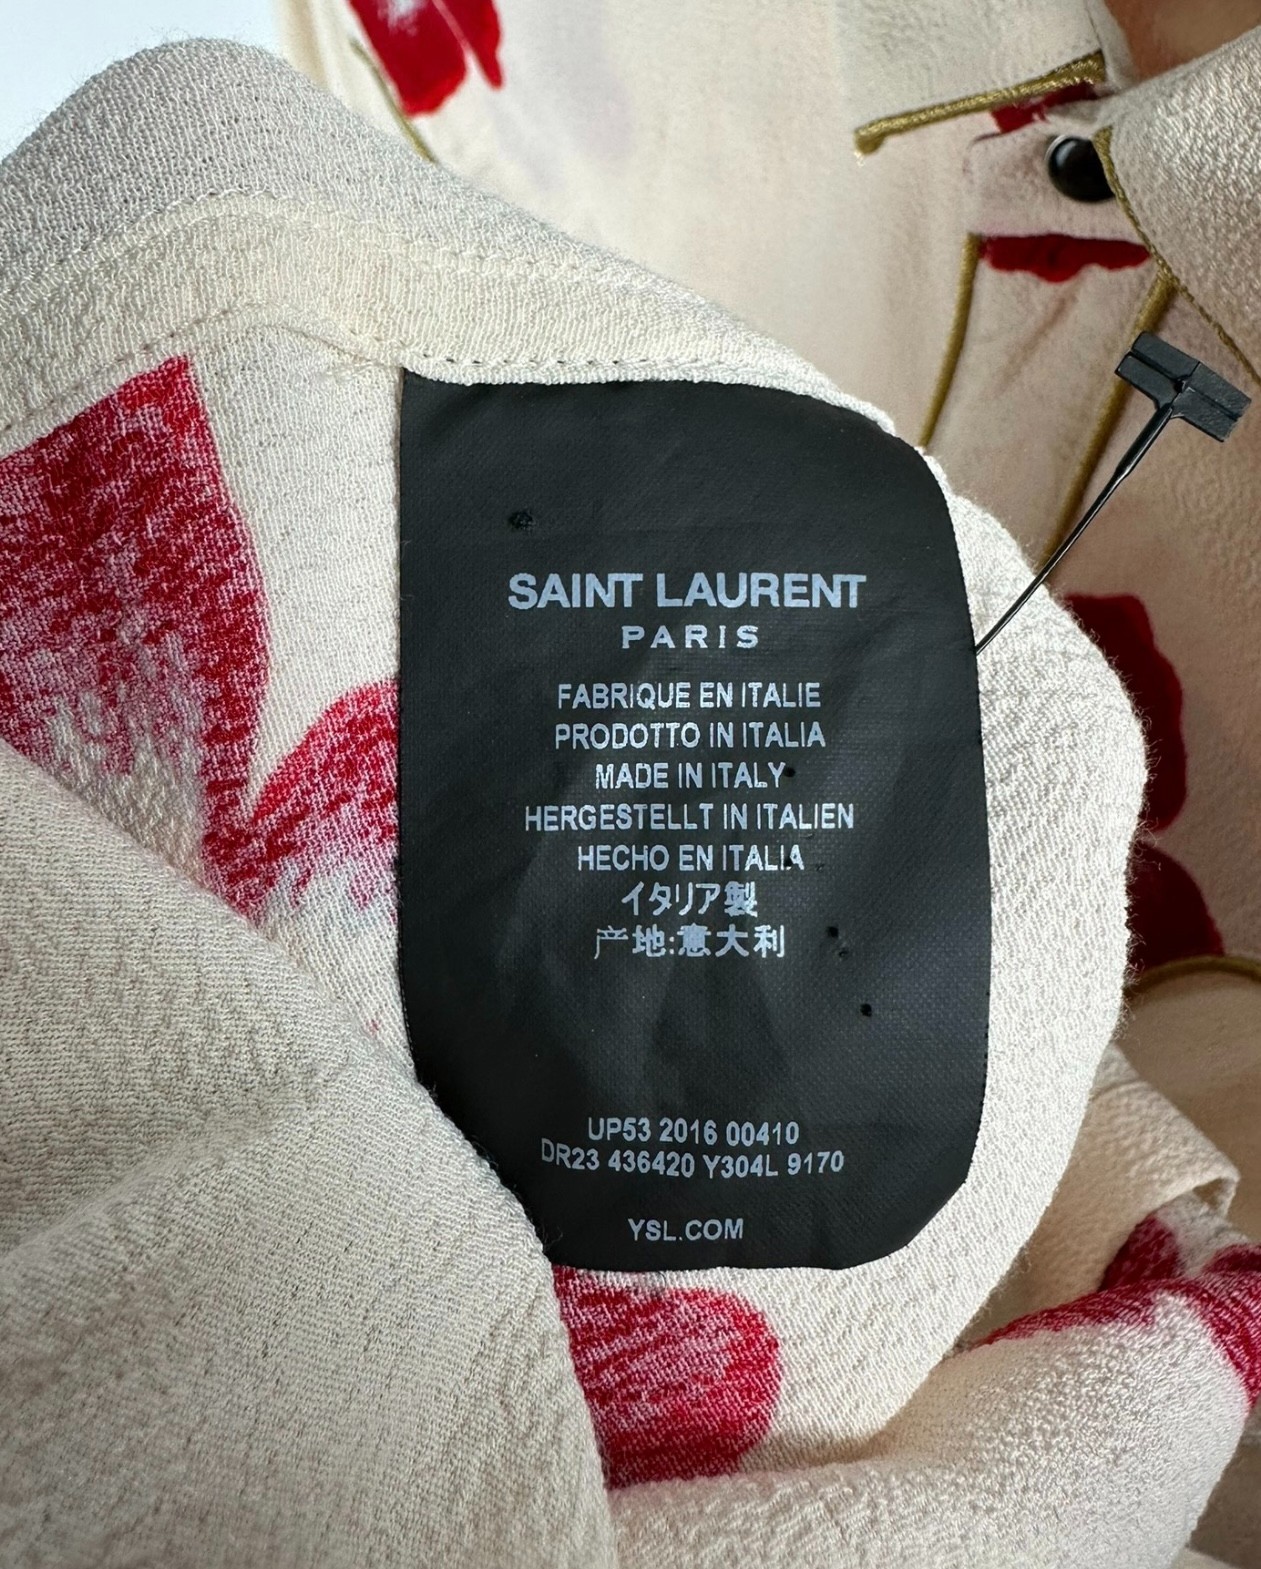 SAINT LAURENT
PARIS
FABRIQUE EN ITALIE
PRODOTTO IN ITALIA
MADE IN ITALY
HERGESTELLT IN ITALIEN
HECHO EN ITALIA
イタリア製
产地:意大利
UP53 2016 00410
DR23 436420 Y304L 9170
YSL.COM